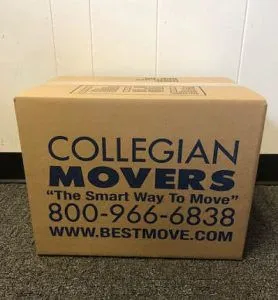 COLLEGIAN
MOVERS
"The Smart Way To Move"
800-966-6838
WWW.BESTMOVE.COM